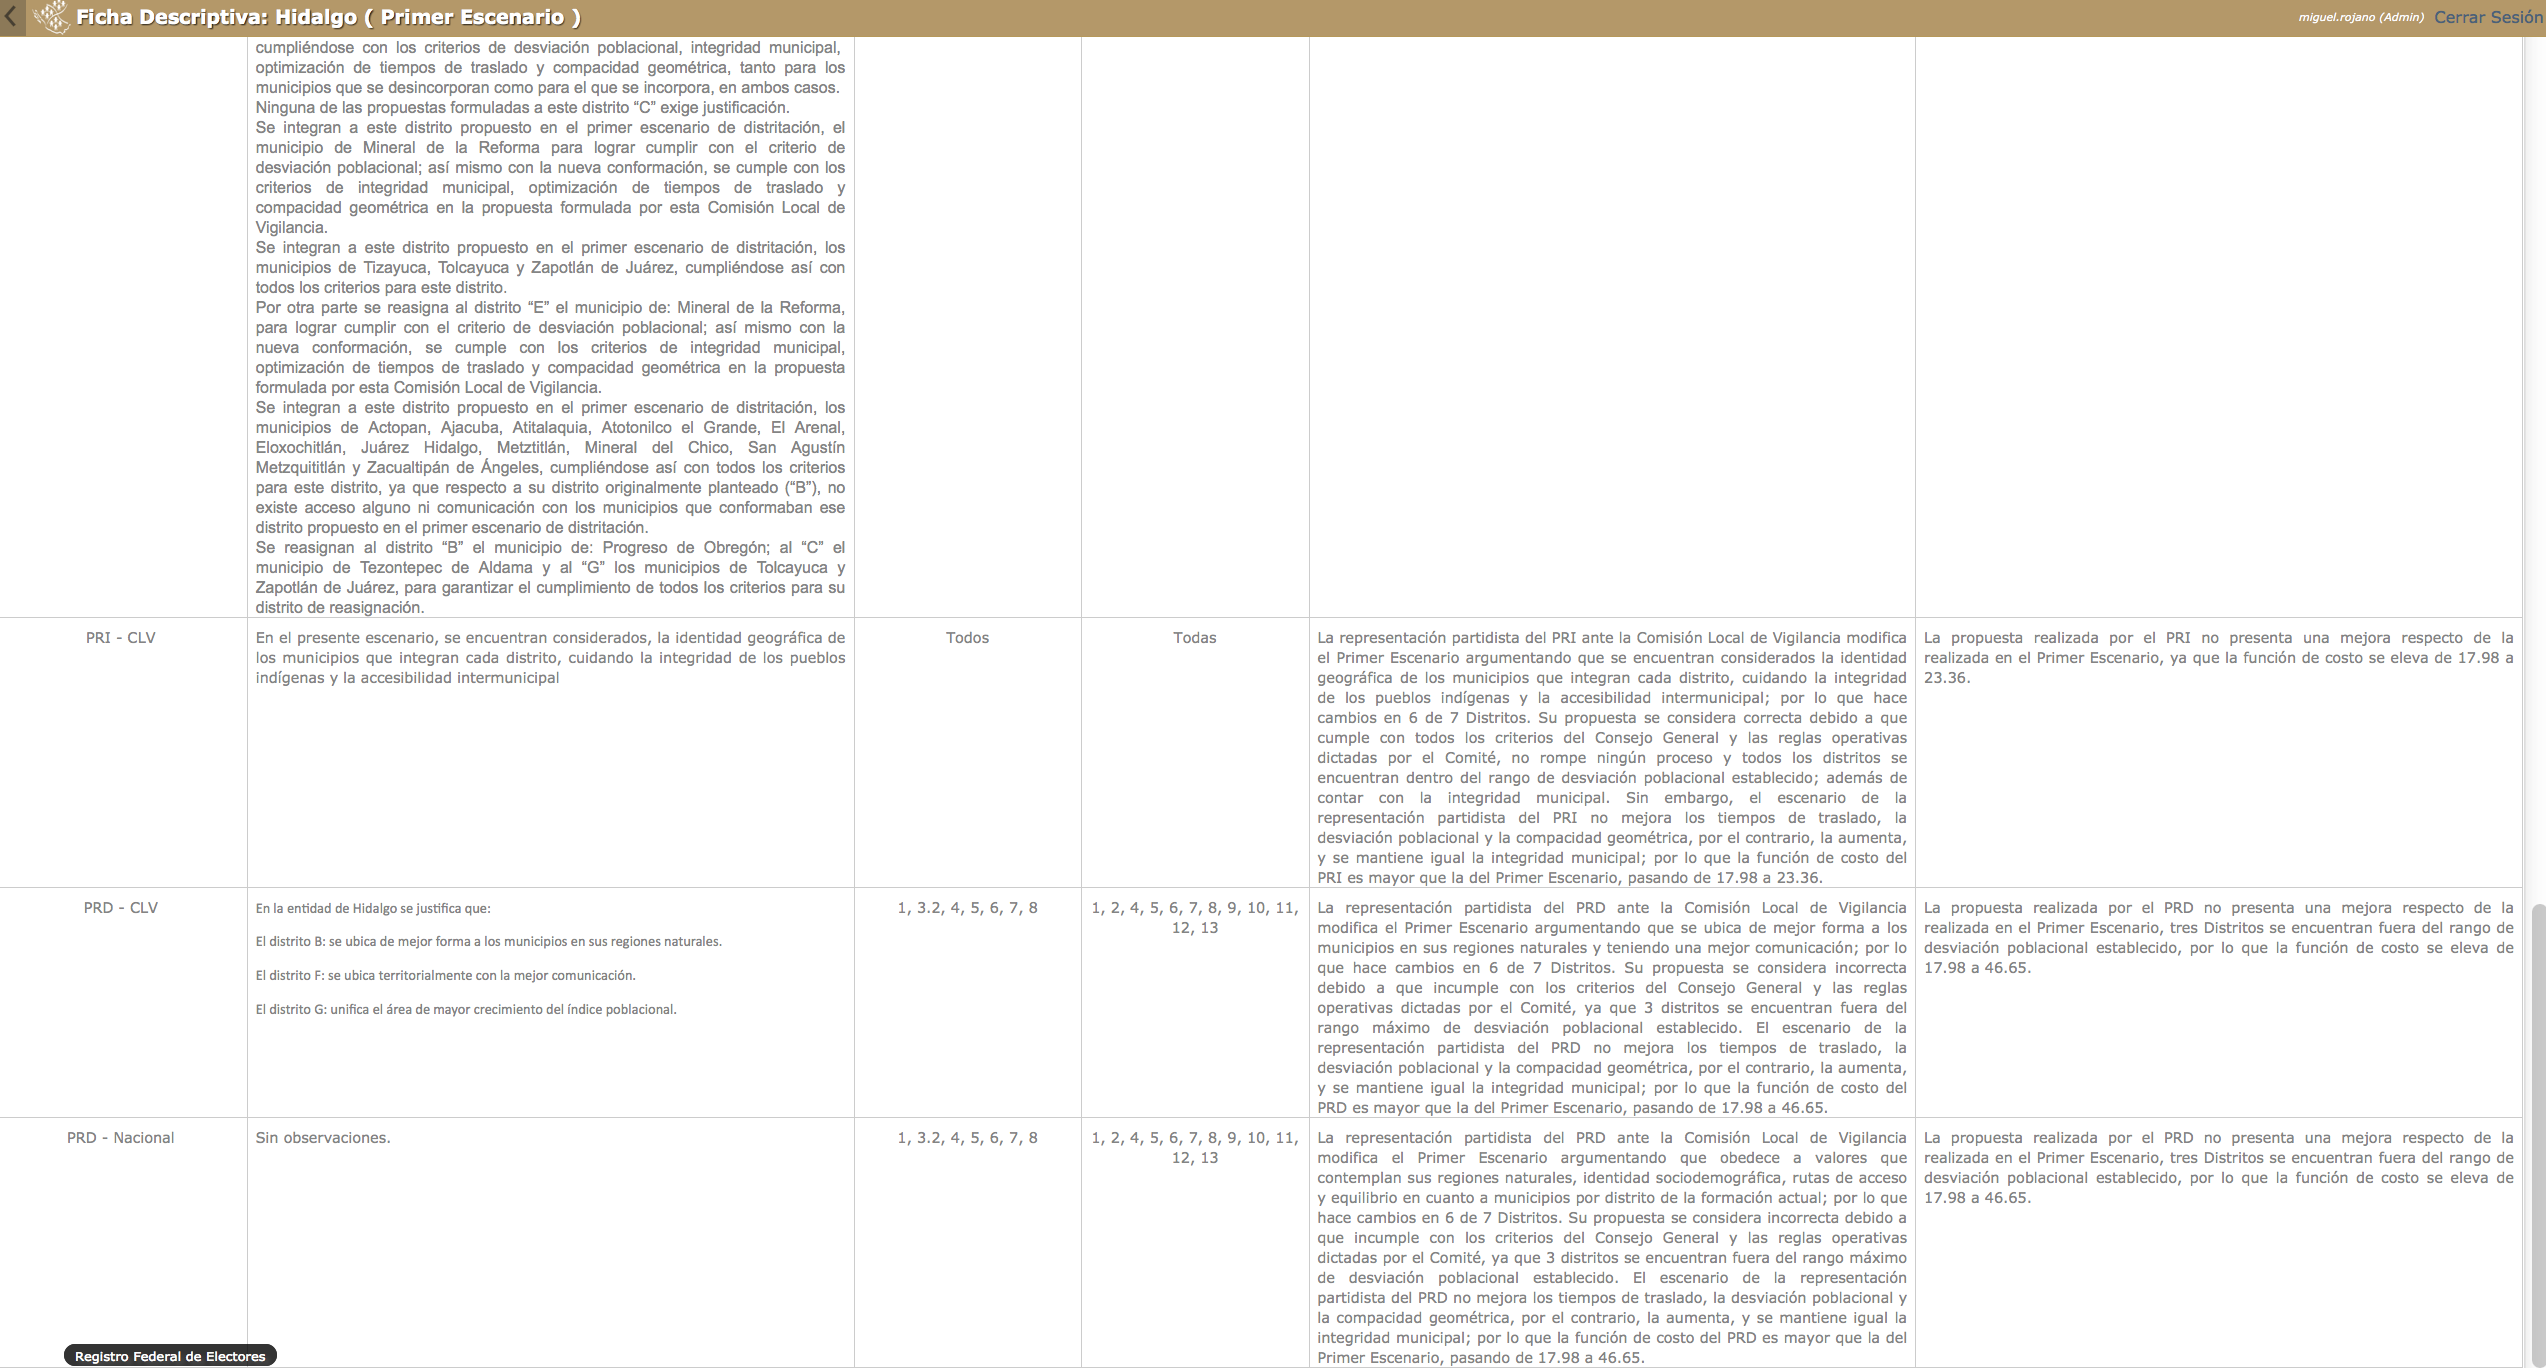 Ficha Descriptiva: Hidalgo ( Primer Escenario )
miguel.rojano (Admin) Cerrar Sesión
cumpliéndose con los criterios de desviación poblacional, integridad municipal,
optimización de tiempos de traslado y compacidad geométrica, tanto para los
municipios que se desincorporan como para el que se incorpora, en ambos casos.
Ninguna de las propuestas formuladas a este distrito “C” exige justificación.
Se integran a este distrito propuesto en el primer escenario de distritación, el
municipio de Mineral de la Reforma para lograr cumplir con el criterio de
desviación poblacional; así mismo con la nueva conformación, se cumple con los
criterios de integridad municipal, optimización de tiempos de traslado y
compacidad geométrica en la propuesta formulada por esta Comisión Local de
Vigilancia.
Se integran a este distrito propuesto en el primer escenario de distritación, los
municipios de Tizayuca, Tolcayuca y Zapotlán de Juárez, cumpliéndose así con
todos los criterios para este distrito.
Por otra parte se reasigna al distrito “E” el municipio de: Mineral de la Reforma,
para lograr cumplir con el criterio de desviación poblacional; así mismo con la
nueva conformación, se cumple con los criterios de integridad municipal,
optimización de tiempos de traslado y compacidad geométrica en la propuesta
formulada por esta Comisión Local de Vigilancia.
Se integran a este distrito propuesto en el primer escenario de distritación, los
municipios de Actopan, Ajacuba, Atitalaquia, Atotonilco el Grande, El Arenal,
Eloxochitlán, Juárez Hidalgo, Metztitlán, Mineral del Chico, San Agustín
Metzquititlán y Zacualtipán de Ángeles, cumpliéndose así con todos los criterios
para este distrito, ya que respecto a su distrito originalmente planteado (“B”), no
existe acceso alguno ni comunicación con los municipios que conformaban ese
distrito propuesto en el primer escenario de distritación.
Se reasignan al distrito “B” el municipio de: Progreso de Obregón; al “C” el
municipio de Tezontepec de Aldama y al “G” los municipios de Tolcayuca y
Zapotlán de Juárez, para garantizar el cumplimiento de todos los criterios para su
distrito de reasignación.
PRI - CLV
En el presente escenario, se encuentran considerados, la identidad geográfica de
los municipios que integran cada distrito, cuidando la integridad de los pueblos
indígenas y la accesibilidad intermunicipal
Todos
Todas
La representación partidista del PRI ante la Comisión Local de Vigilancia modifica
el Primer Escenario argumentando que se encuentran considerados la identidad
geográfica de los municipios que integran cada distrito, cuidando la integridad
de los pueblos indígenas y la accesibilidad intermunicipal; por lo que hace
cambios en 6 de 7 Distritos. Su propuesta se considera correcta debido a que
cumple con todos los criterios del Consejo General y las reglas operativas
dictadas por el Comité, no rompe ningún proceso y todos los distritos se
encuentran dentro del rango de desviación poblacional establecido; además de
contar con la integridad municipal. Sin embargo, el escenario de la
representación partidista del PRI no mejora los tiempos de traslado, la
desviación poblacional y la compacidad geométrica, por el contrario, la aumenta,
y se mantiene igual la integridad municipal; por lo que la función de costo del
PRI es mayor que la del Primer Escenario, pasando de 17.98 a 23.36.
La propuesta realizada por el PRI no presenta una mejora respecto de la
realizada en el Primer Escenario, ya que la función de costo se eleva de 17.98 a
23.36.
PRD - CLV
En la entidad de Hidalgo se justifica que:
El distrito B: se ubica de mejor forma a los municipios en sus regiones naturales.
El distrito F: se ubica territorialmente con la mejor comunicación.
El distrito G: unifica el área de mayor crecimiento del índice poblacional.
1, 3.2, 4, 5, 6, 7, 8
1, 2, 4, 5, 6, 7, 8, 9, 10, 11,
12, 13
La representación partidista del PRD ante la Comisión Local de Vigilancia
modifica el Primer Escenario argumentando que se ubica de mejor forma a los
municipios en sus regiones naturales y teniendo una mejor comunicación; por lo
que hace cambios en 6 de 7 Distritos. Su propuesta se considera incorrecta
debido a que incumple con los criterios del Consejo General y las reglas
operativas dictadas por el Comité, ya que 3 distritos se encuentran fuera del
rango máximo de desviación poblacional establecido. El escenario de la
representación partidista del PRD no mejora los tiempos de traslado, la
desviación poblacional y la compacidad geométrica, por el contrario, la aumenta,
y se mantiene igual la integridad municipal; por lo que la función de costo del
PRD es mayor que la del Primer Escenario, pasando de 17.98 a 46.65.
La propuesta realizada por el PRD no presenta una mejora respecto de la
realizada en el Primer Escenario, tres Distritos se encuentran fuera del rango de
desviación poblacional establecido, por lo que la función de costo se eleva de
17.98 a 46.65.
PRD - Nacional
Sin observaciones.
1, 3.2, 4, 5, 6, 7, 8
1, 2, 4, 5, 6, 7, 8, 9, 10, 11,
12, 13
La representación partidista del PRD ante la Comisión Local de Vigilancia
modifica el Primer Escenario argumentando que obedece a valores que
contemplan sus regiones naturales, identidad sociodemográfica, rutas de acceso
y equilibrio en cuanto a municipios por distrito de la formación actual; por lo que
hace cambios en 6 de 7 Distritos. Su propuesta se considera incorrecta debido a
que incumple con los criterios del Consejo General y las reglas operativas
dictadas por el Comité, ya que 3 distritos se encuentran fuera del rango máximo
de desviación poblacional establecido. El escenario de la representación
partidista del PRD no mejora los tiempos de traslado, la desviación poblacional y
la compacidad geométrica, por el contrario, la aumenta, y se mantiene igual la
integridad municipal; por lo que la función de costo del PRD es mayor que la del
Primer Escenario, pasando de 17.98 a 46.65.
La propuesta realizada por el PRD no presenta una mejora respecto de la
realizada en el Primer Escenario, tres Distritos se encuentran fuera del rango de
desviación poblacional establecido, por lo que la función de costo se eleva de
17.98 a 46.65.
Registro Federal de Electores